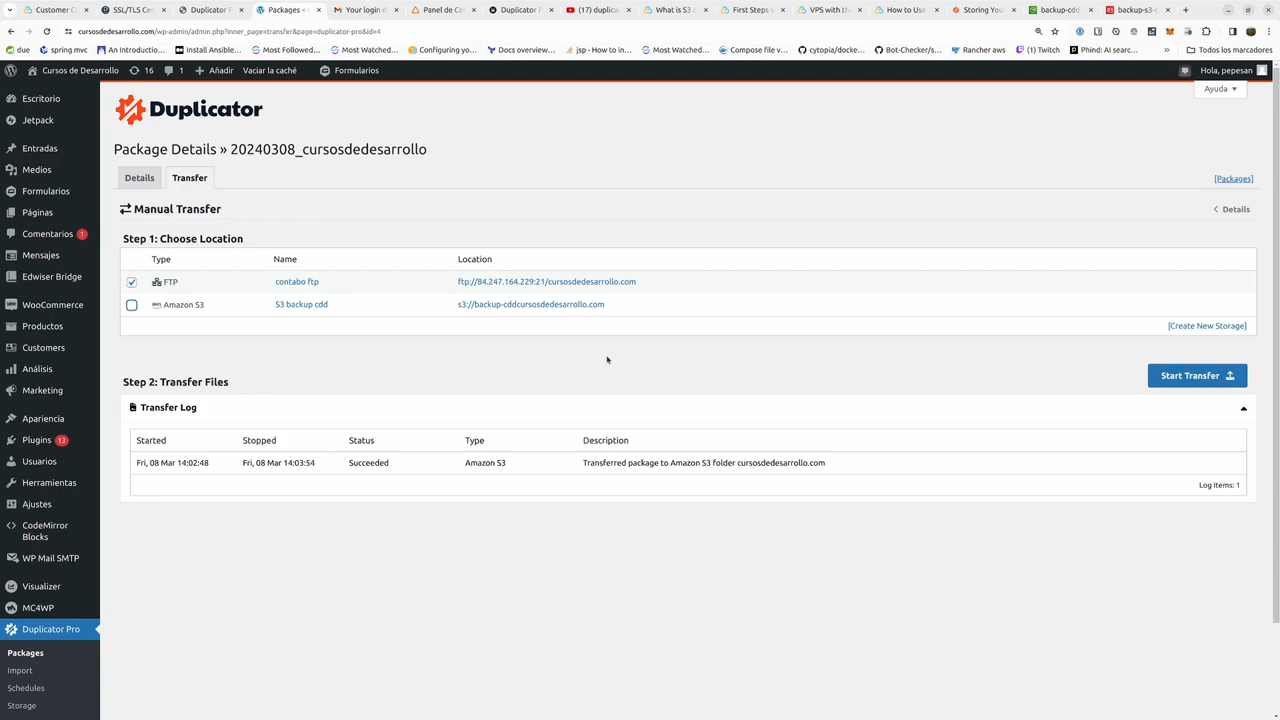 Customer C
SSL/TLS Cer
Duplicator P
Packages ‹
Your login d
Panel de Co
Duplicator P
(17) duplicat
What is S3 c
First Steps w
VPS with th
How to Use
Storing You
backup-cdd
backup-s3-c
cursosdedesarrollo.com/wp-admin/admin.php?inner_page=transfer&page=duplicator-pro&id=4
due
spring mvc
An Introduction...
Install Ansible...
Most Followed...
Most Watched...
Configuring yo...
Docs overview...
jsp - How to in...
Most Watched...
Compose file v...
cytopia/docke...
Bot-Checker/s...
Rancher aws
(1) Twitch
Phind: AI searc...
»
Todos los marcadores
Cursos de Desarrollo
16
1
+ Añadir
Vaciar la caché
Formularios
Hola, pepesan
Ayuda
Escritorio
Jetpack
Entradas
Medios
Formularios
Páginas
Comentarios 1
Mensajes
Edwiser Bridge
WooCommerce
Productos
Customers
Análisis
Marketing
Apariencia
Plugins 13
Usuarios
Herramientas
Ajustes
CodeMirror
Blocks
WP Mail SMTP
Visualizer
MC4WP
Duplicator Pro
Packages
Import
Schedules
Storage
Duplicator
Package Details » 20240308_cursosdedesarrollo
Details
Transfer
[Packages]
Manual Transfer
Details
Step 1: Choose Location
Type Name Location
FTP contabo ftp ftp://84.247.164.229:21/cursosdedesarrollo.com
Amazon S3 S3 backup cdd s3://backup-cddcursosdedesarrollo.com
[Create New Storage]
Step 2: Transfer Files
Start Transfer
Transfer Log
Started Stopped Status Type Description
Fri, 08 Mar 14:02:48 Fri, 08 Mar 14:03:54 Succeeded Amazon S3 Transferred package to Amazon S3 folder cursosdedesarrollo.com
Log Items: 1